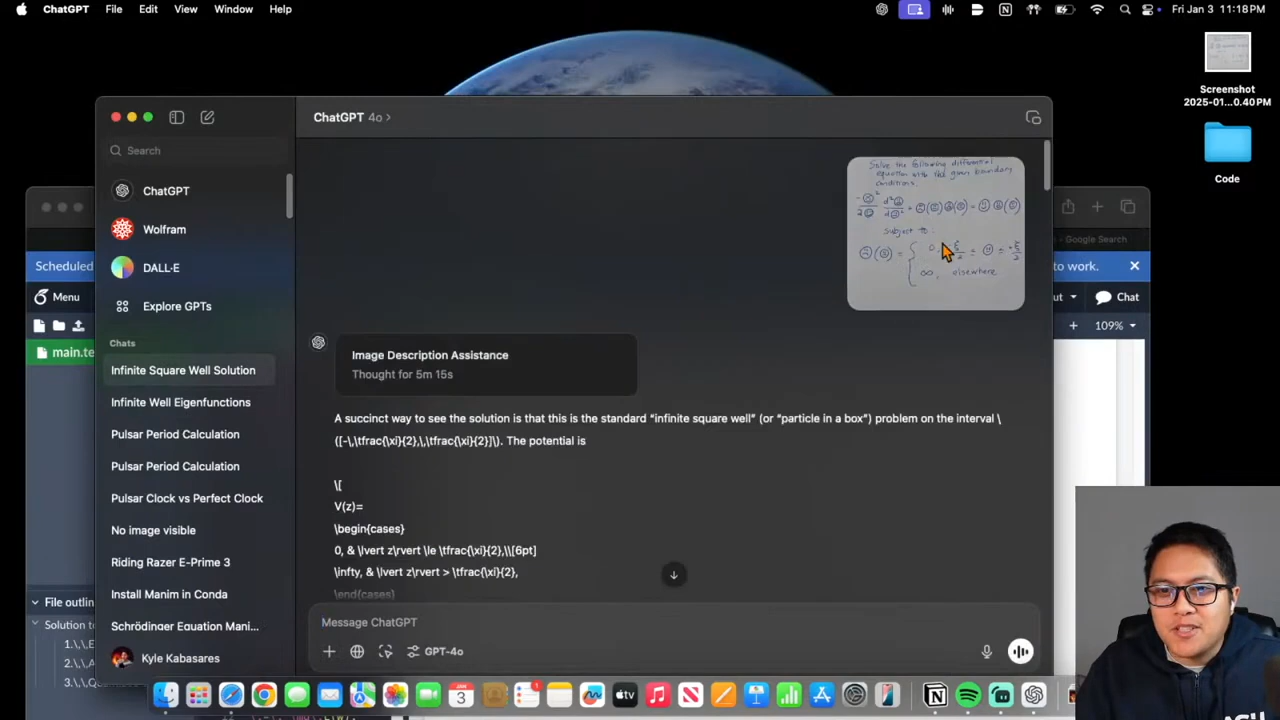 ChatGPT File Edit View Window Help
Fri Jan 3 11:18PM
Screenshot
2025-01...0.40PM
Code
Search
ChatGPT
Wolfram
DALL·E
Explore GPTs
Chats
Infinite Square Well Solution
Infinite Well Eigenfunctions
Pulsar Period Calculation
Pulsar Period Calculation
Pulsar Clock vs Perfect Clock
No image visible
Riding Razer E-Prime 3
Install Manim in Conda
Schrödinger Equation Mani...
Kyle Kabasares
ChatGPT 4o >
Solve the following differential
equation with the given boundary
conditions.
Subject to:
0,
∞, elsewhere
Image Description Assistance
Thought for 5m 15s
A succinct way to see the solution is that this is the standard “infinite square well” (or “particle in a box”) problem on the interval \
([-\,\tfrac{\xi}{2},\,\tfrac{\xi}{2}]\). The potential is
\[
V(z)=
\begin{cases}
0, & \lvert z\rvert \le \tfrac{\xi}{2},\\[6pt]
\infty, & \lvert z\rvert > \tfrac{\xi}{2},
\end{cases}
Message ChatGPT
GPT-4o
Scheduled
Menu
main.te
File outlin
Solution to
Google Search
to work.
ut
Chat
109%